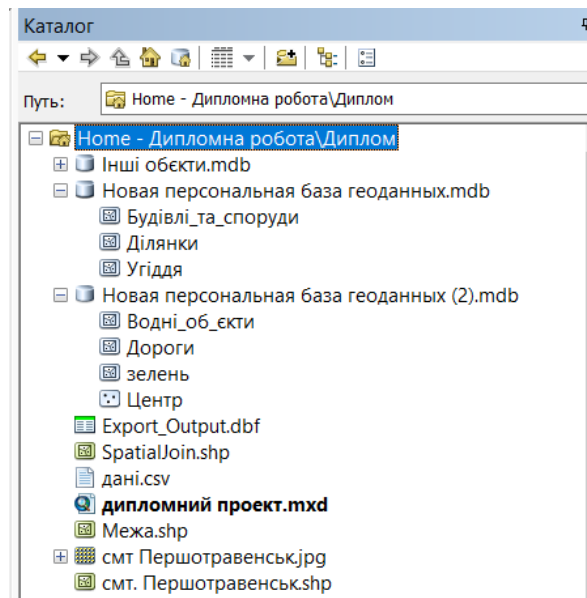 Каталог
Путь: Home - Дипломна робота\Диплом
Home - Дипломна робота\Диплом
Інші обєкти.mdb
Новая персональная база геоданных.mdb
Будівлі_та_споруди
Ділянки
Угіддя
Новая персональная база геоданных (2).mdb
Водні_об_єкти
Дороги
зелень
Центр
Export_Output.dbf
SpatialJoin.shp
дані.csv
дипломний проект.mxd
Межа.shp
смт Першотравенськ.jpg
смт. Першотравенськ.shp